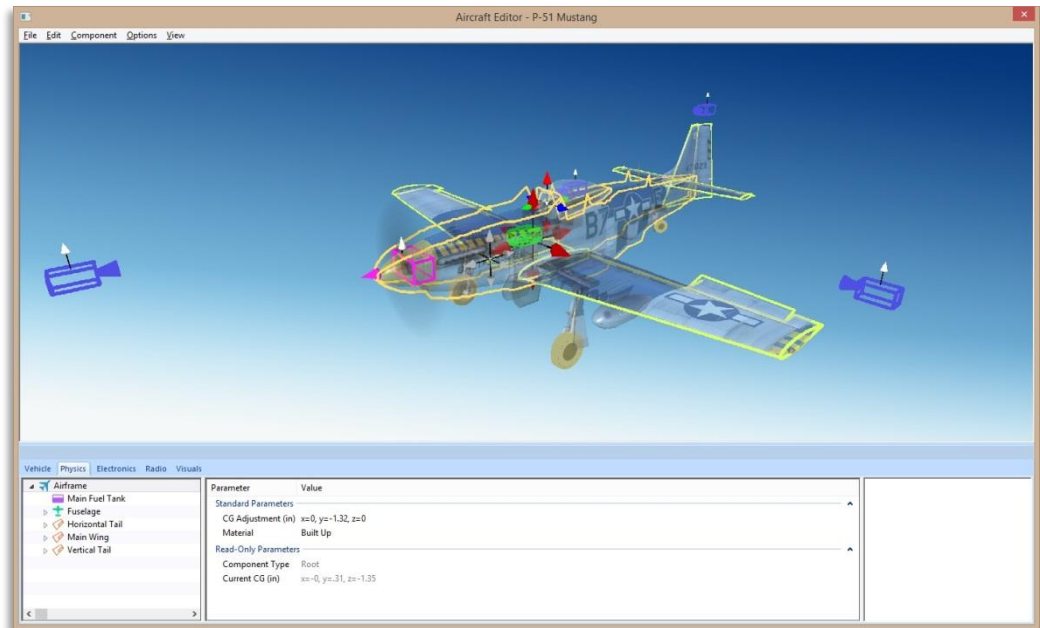 Aircraft Editor - P-51 Mustang
File Edit Component Options View
B7
Vehicle Physics Electronics Radio Visuals
Airframe
Main Fuel Tank
Fuselage
Horizontal Tail
Main Wing
Vertical Tail
Parameter Value
Standard Parameters
CG Adjustment (in) x=0, y=-1.32, z=0
Material Built Up
Read-Only Parameters
Component Type Root
Current CG (in) x=-0, y=.31, z=-1.35